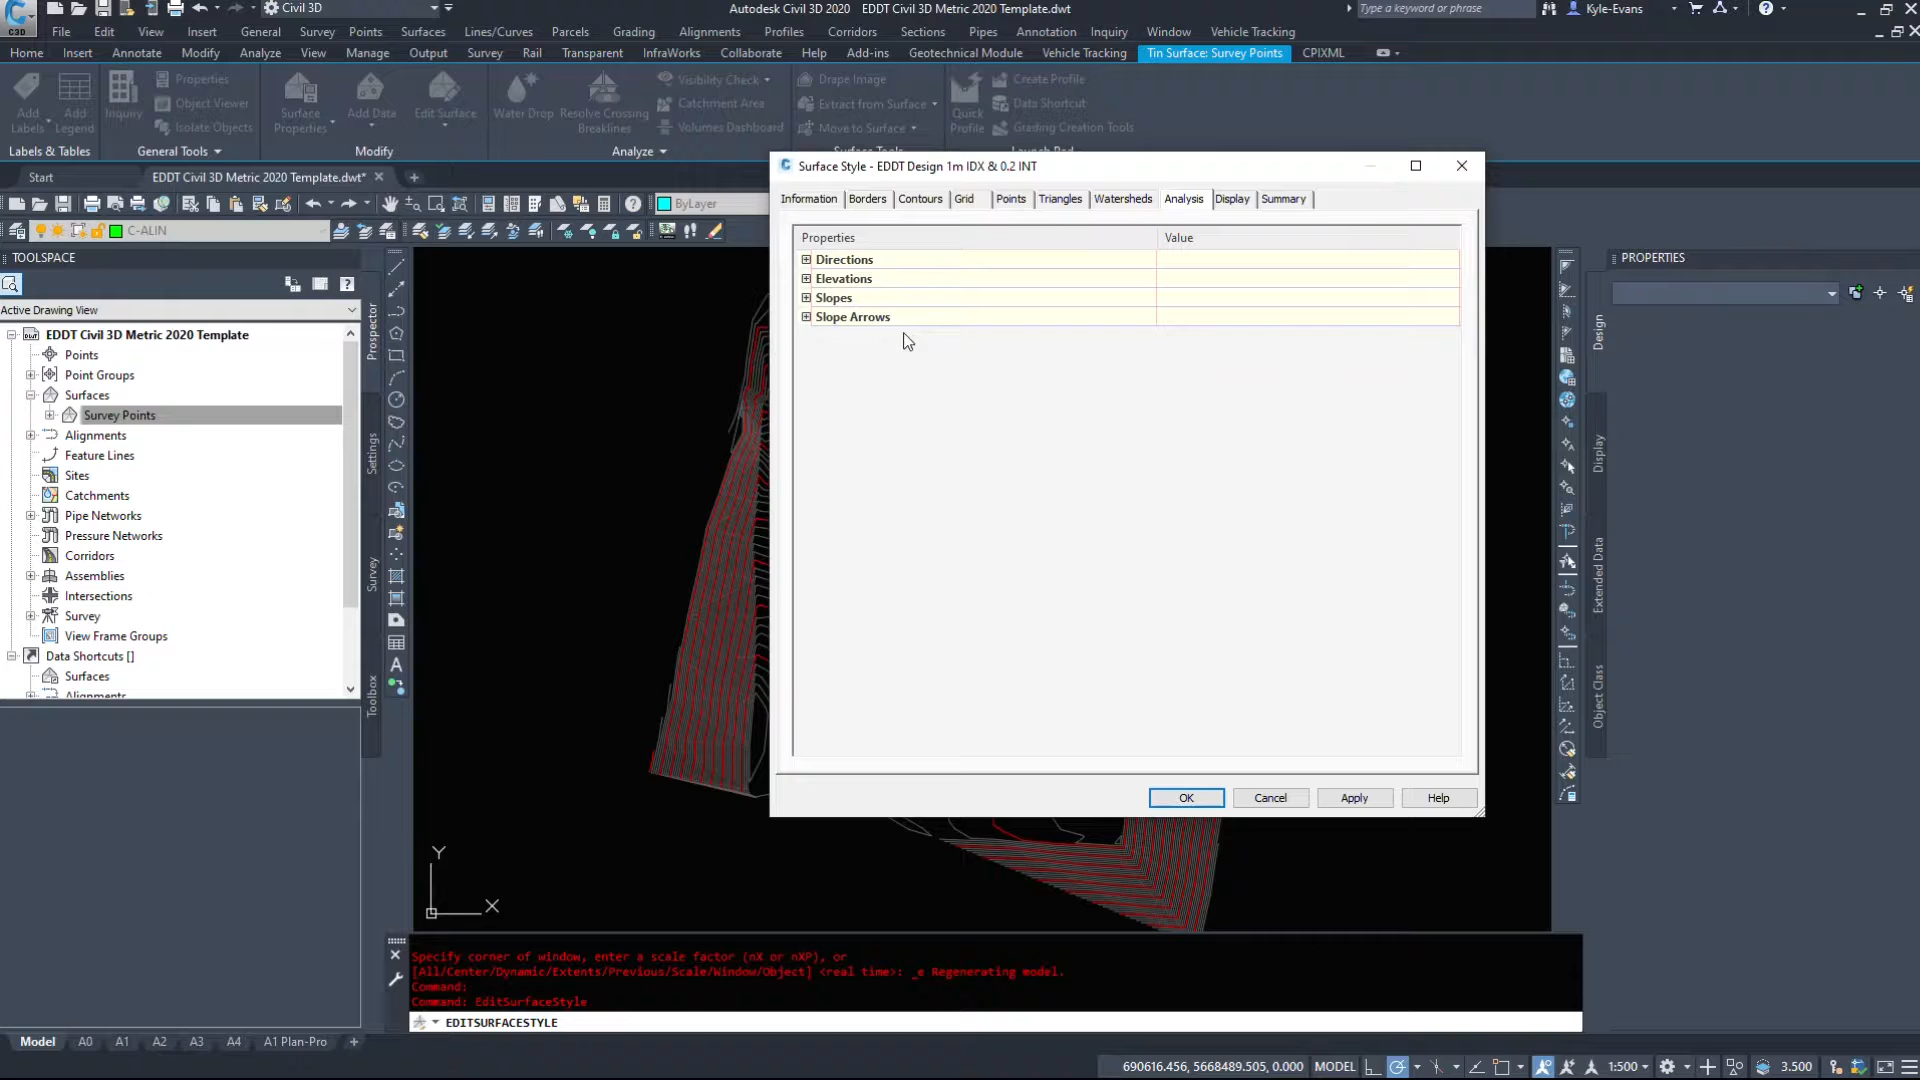 Civil 3D
Autodesk Civil 3D 2020 EDDT Civil 3D Metric 2020 Template.dwt
Type a keyword or phrase
Kyle-Evans
C3D
File Edit View Insert General Survey Points Surfaces Lines/Curves Parcels Grading Alignments Profiles Corridors Sections Pipes Annotation Inquiry Window Vehicle Tracking
Home Insert Annotate Modify Analyze View Manage Output Survey Rail Transparent InfraWorks Collaborate Help Add-ins Geotechnical Module Vehicle Tracking Tin Surface: Survey Points CPIXML
Add Labels
Add Legend
Labels & Tables
Inquiry
Properties
Object Viewer
Isolate Objects
General Tools
Surface Properties
Add Data
Edit Surface
Modify
Water Drop
Resolve Crossing Breaklines
Visibility Check
Catchment Area
Volumes Dashboard
Analyze
Drape Image
Extract from Surface
Move to Surface
Quick Profile
Create Profile
Data Shortcut
Grading Creation Tools
Start
EDDT Civil 3D Metric 2020 Template.dwt*
ByLayer
C-ALIN
TOOLSPACE
Active Drawing View
EDDT Civil 3D Metric 2020 Template
Points
Point Groups
Surfaces
Survey Points
Alignments
Feature Lines
Sites
Catchments
Pipe Networks
Pressure Networks
Corridors
Assemblies
Intersections
Survey
View Frame Groups
Data Shortcuts []
Surfaces
Alignments
Prospector
Settings
Survey
Toolbox
Surface Style - EDDT Design 1m IDX & 0.2 INT
Information Borders Contours Grid Points Triangles Watersheds Analysis Display Summary
Properties Value
Directions
Elevations
Slopes
Slope Arrows
OK Cancel Apply Help
PROPERTIES
Design
Display
Extended Data
Object Class
Y
X
Specify corner of window, enter a scale factor (nX or nXP), or
[All/Center/Dynamic/Extents/Previous/Scale/Window/Object] <real time>: _e Regenerating model.
Command:
Command: EditSurfaceStyle
EDITSURFACESTYLE
Model A0 A1 A2 A3 A4 A1 Plan-Pro
690616.456, 5668489.505, 0.000 MODEL 1:500 3.500